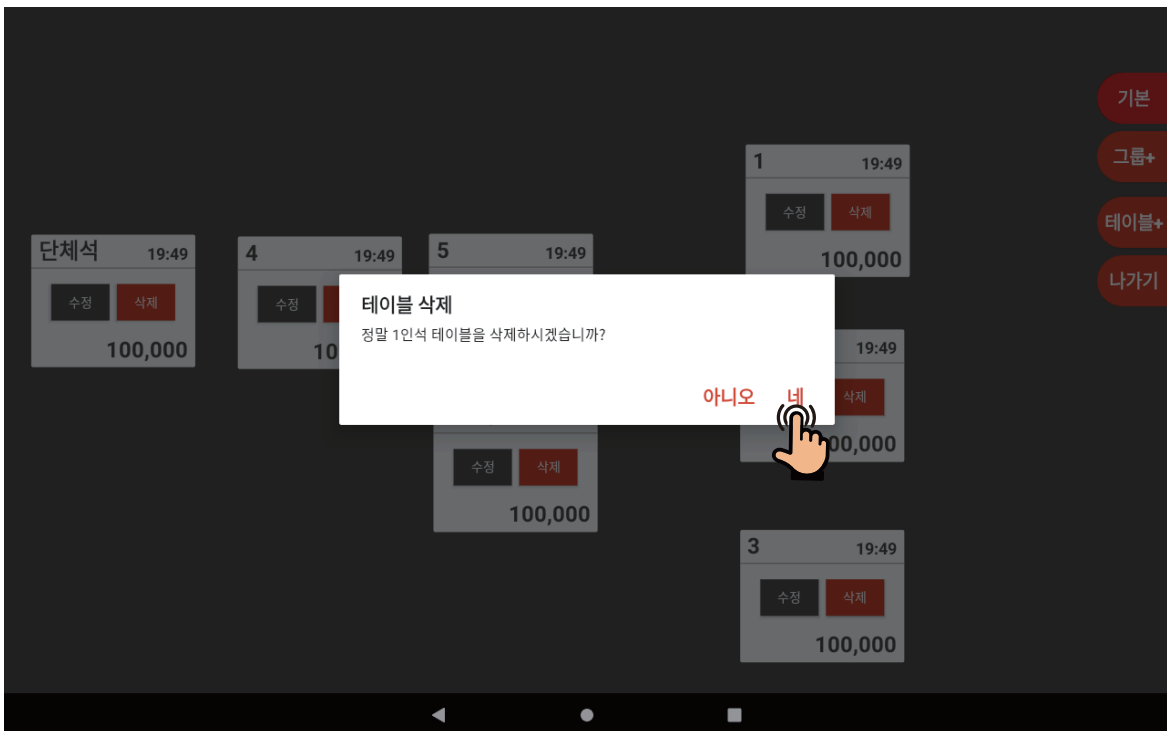 기본
그룹+
테이블+
나가기
1 19:49
수정 삭제
100,000
단체석 19:49
수정 삭제
100,000
4 19:49
수정
10
5 19:49
테이블 삭제
정말 1인석 테이블을 삭제하시겠습니까?
아니오 네
19:49
삭제
00,000
수정 삭제
100,000
3 19:49
수정 삭제
100,000